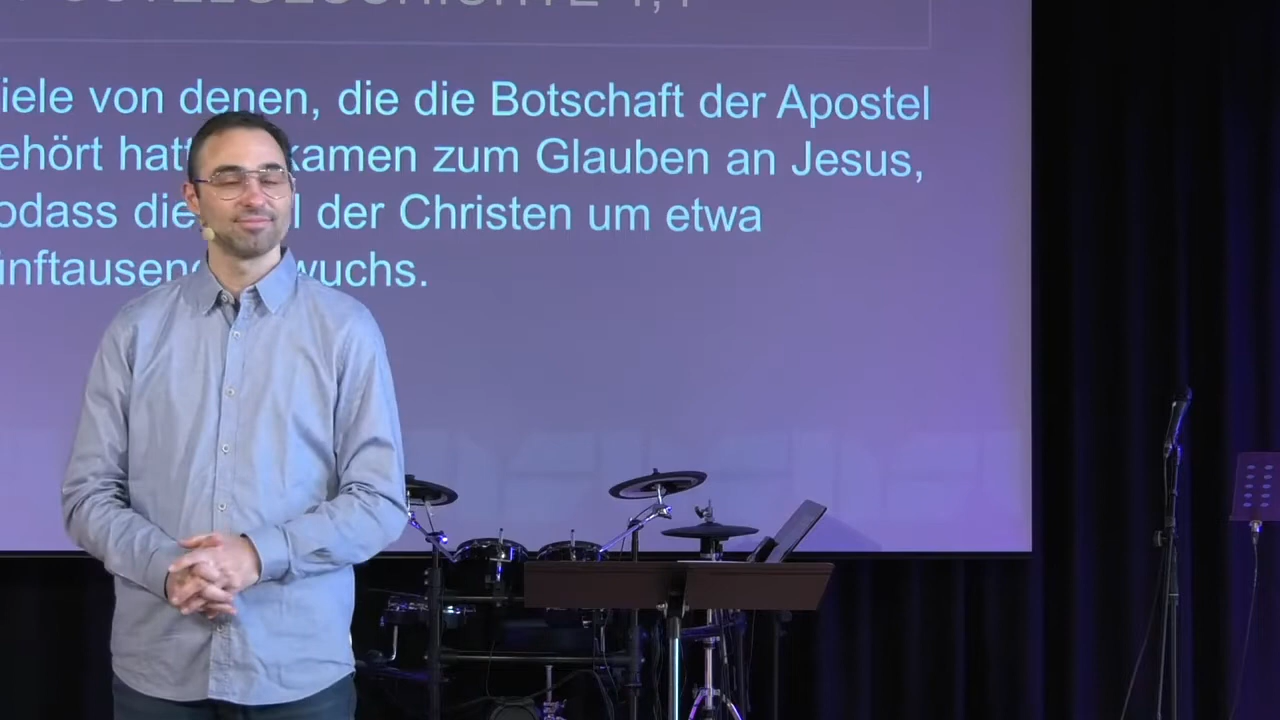 iele von denen, die die Botschaft der Apostel
ehört hatt kamen zum Glauben an Jesus,
odass die l der Christen um etwa
ünftausend wuchs.